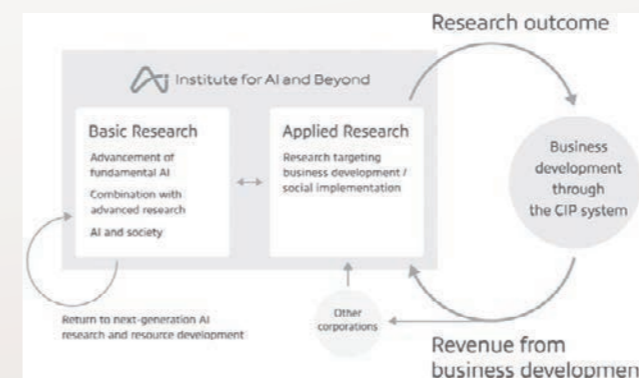 Research outcome
Institute for AI and Beyond
Basic Research
Advancement of
fundamental AI
Combination with
advanced research
AI and society
Applied Research
Research targeting
business development /
social implementation
Business
development
through
the CIP system
Return to next-generation AI
research and resource development
Other
corporations
Revenue from
business development